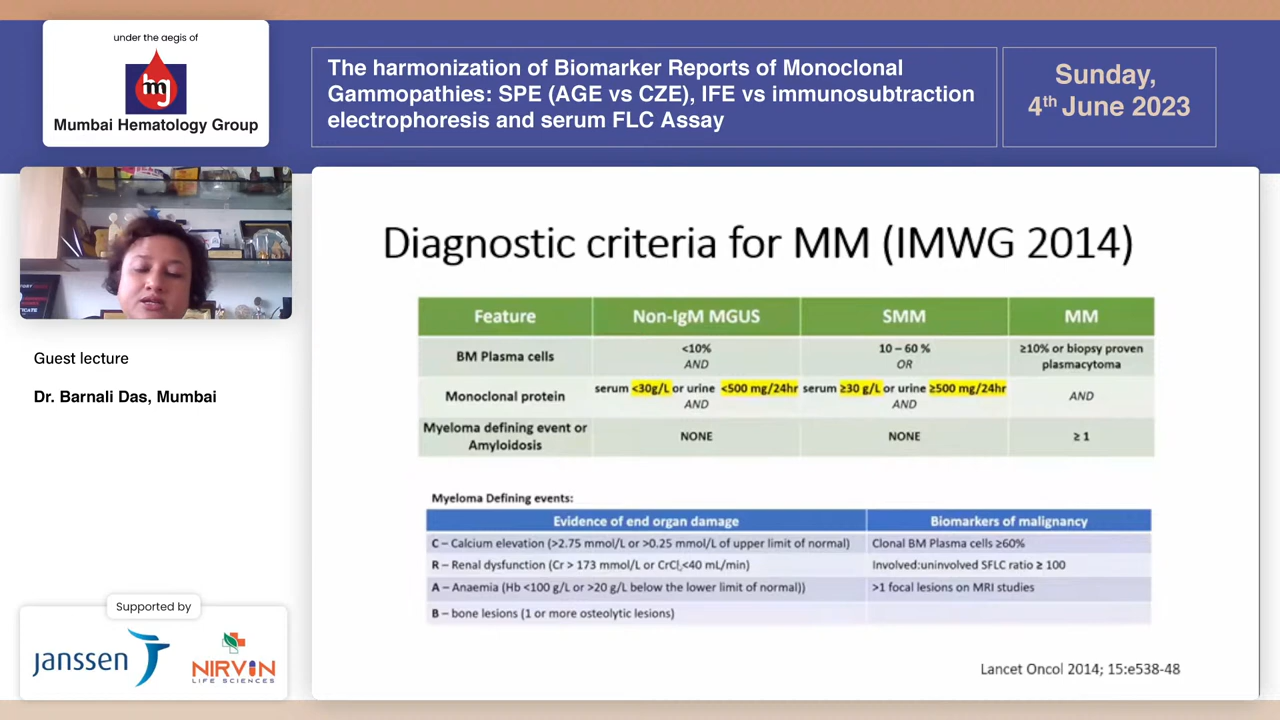 under the aegis of
mg
Mumbai Hematology Group
The harmonization of Biomarker Reports of Monoclonal
Gammopathies: SPE (AGE vs CZE), IFE vs immunosubtraction
electrophoresis and serum FLC Assay
Sunday,
4th June 2023
Guest lecture
Dr. Barnali Das, Mumbai
Supported by
janssen
NIRVIN
LIFE SCIENCES
Diagnostic criteria for MM (IMWG 2014)
Feature Non-IgM MGUS SMM MM
BM Plasma cells <10% AND 10 – 60 % OR ≥10% or biopsy proven plasmacytoma
Monoclonal protein serum <30g/L or urine <500 mg/24hr AND serum ≥30 g/L or urine ≥500 mg/24hr AND AND
Myeloma defining event or Amyloidosis NONE NONE ≥ 1
Myeloma Defining events:
Evidence of end organ damage Biomarkers of malignancy
C – Calcium elevation (>2.75 mmol/L or >0.25 mmol/L of upper limit of normal) Clonal BM Plasma cells ≥60%
R – Renal dysfunction (Cr > 173 mmol/L or CrCl,<40 mL/min) Involved:uninvolved SFLC ratio ≥ 100
A – Anaemia (Hb <100 g/L or >20 g/L below the lower limit of normal)) >1 focal lesions on MRI studies
B – bone lesions (1 or more osteolytic lesions)
Lancet Oncol 2014; 15:e538-48